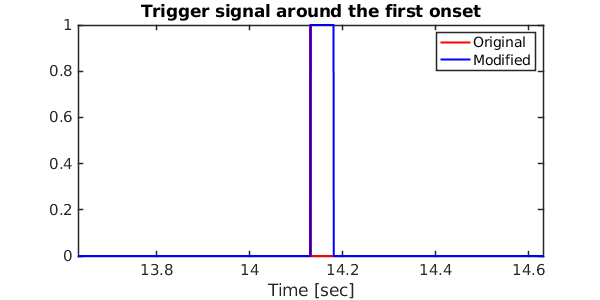 Trigger signal around the first onset
1
0.8
0.6
0.4
0.2
0
Original
Modified
13.8 14 14.2 14.4 14.6
Time [sec]